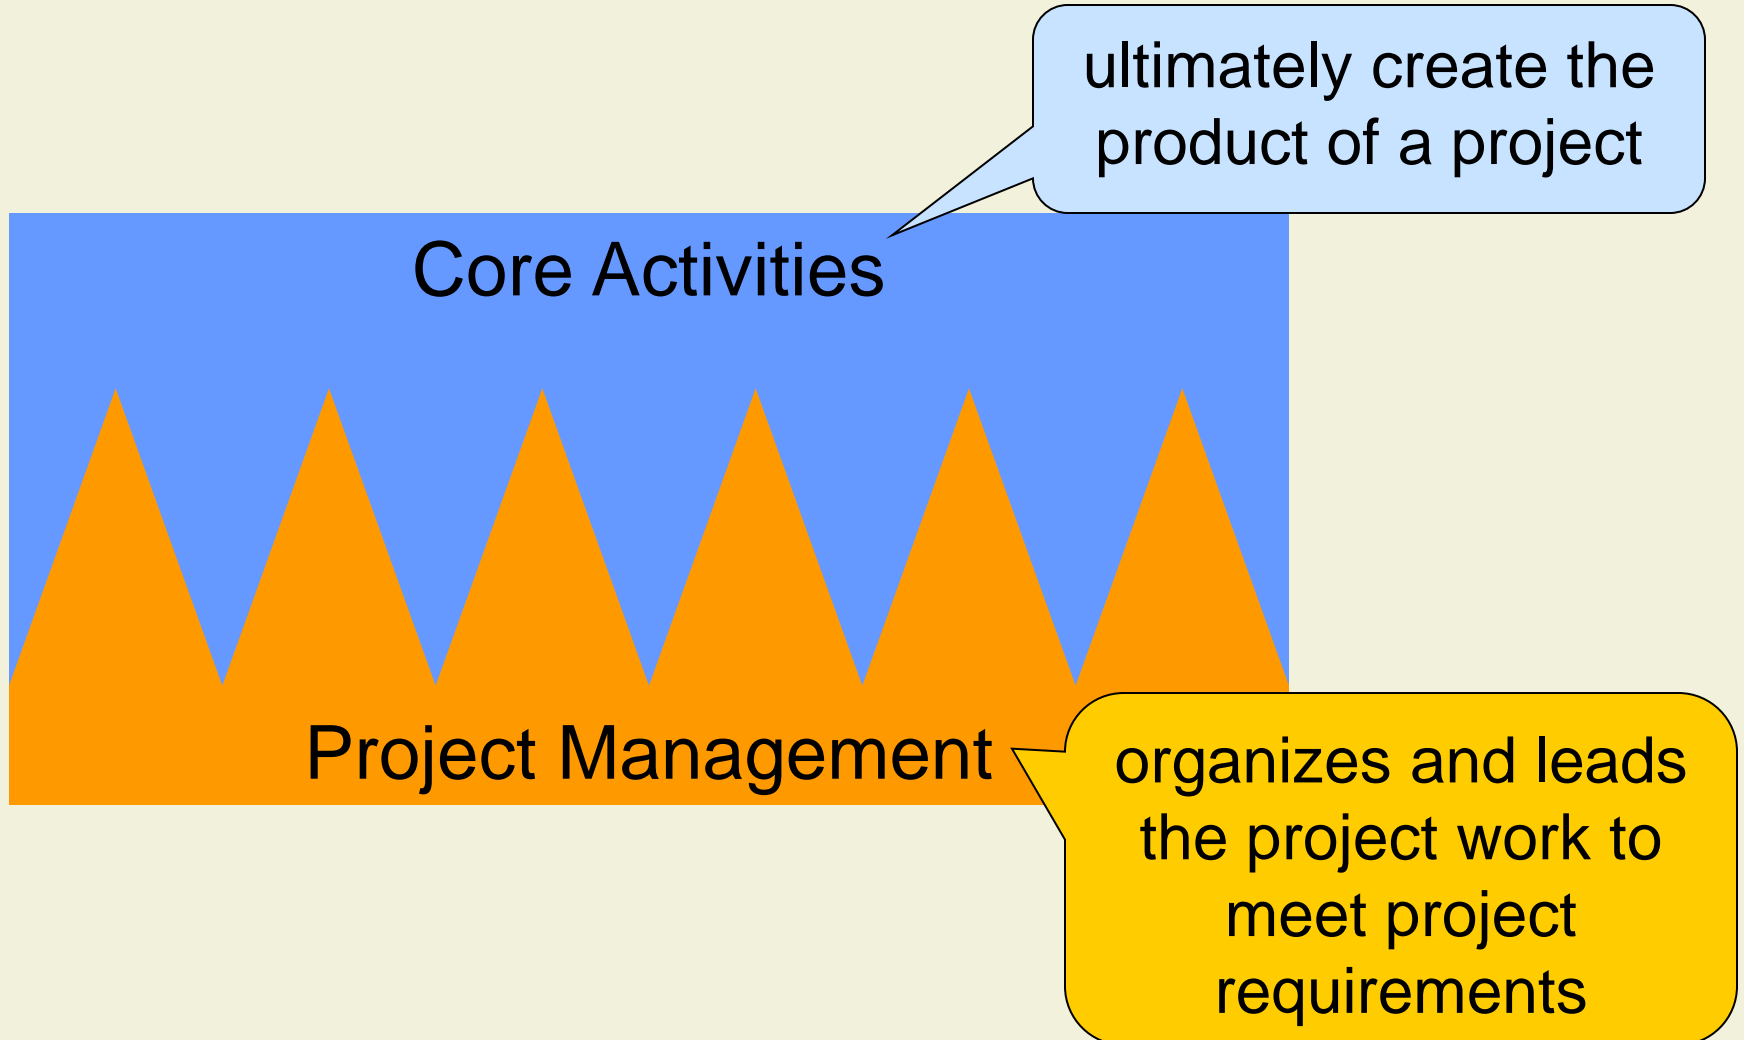 ultimately create the
product of a project
Core Activities
Project Management
organizes and leads
the project work to
meet project
requirements